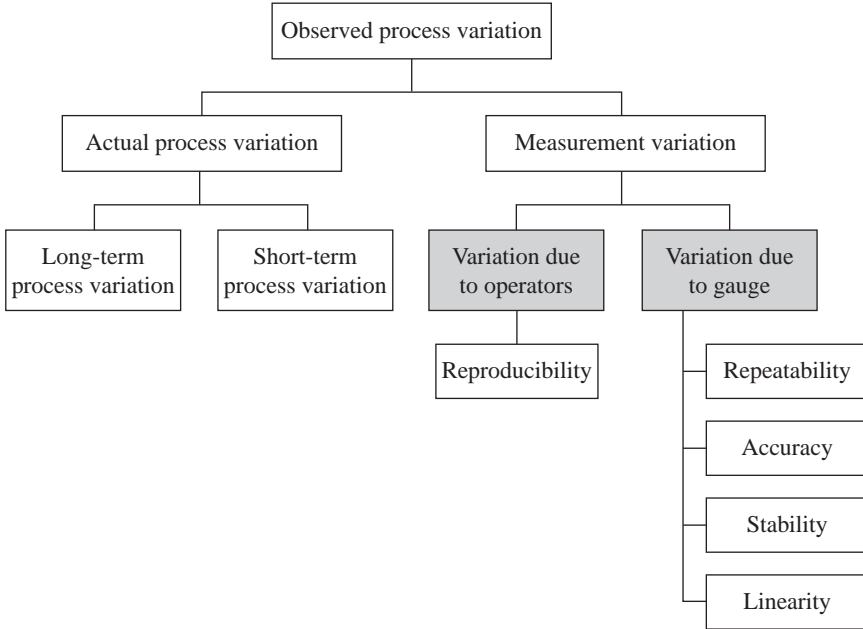 Observed process variation
Actual process variation
Measurement variation
Long-term
process variation
Short-term
process variation
Variation due
to operators
Variation due
to gauge
Reproducibility
Repeatability
Accuracy
Stability
Linearity